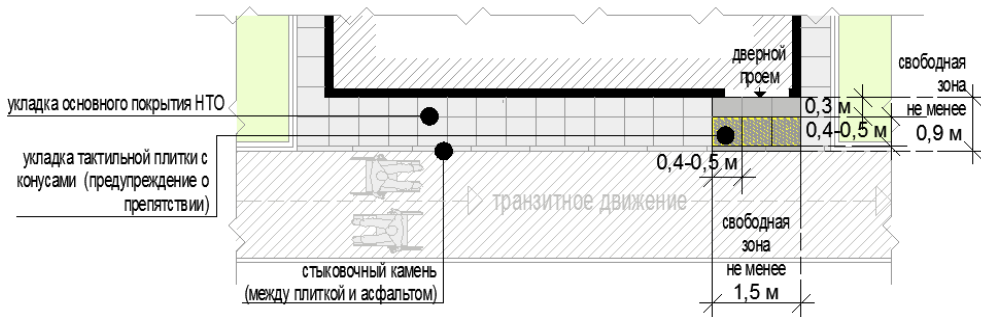 дверной
проем
свободная
зона
не менее
0,9 м
0,3 м
0,4-0,5 м
укладка основного покрытия НТО
укладка тактильной плитки с
конусами (предупреждение о
препятствии)
0,4-0,5 м
транзитное движение
свободная
зона
не менее
1,5 м
стыковочный камень
(между плиткой и асфальтом)